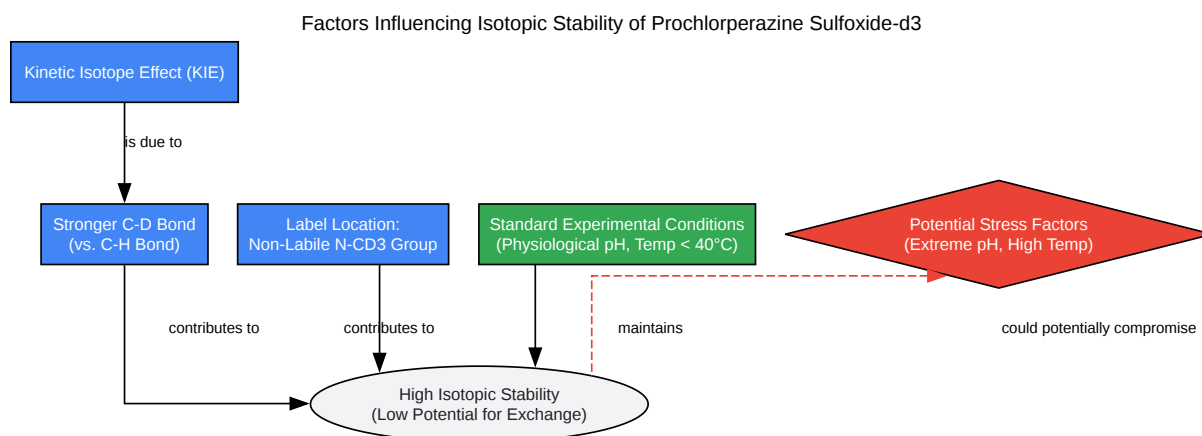 Factors Influencing Isotopic Stability of Prochlorperazine Sulfoxide-d3
Kinetic Isotope Effect (KIE)
is due to
Stronger C-D Bond
(vs. C-H Bond)
Label Location:
Non-Labile N-CD3 Group
Standard Experimental Conditions
(Physiological pH, Temp < 40°C)
Potential Stress Factors
(Extreme pH, High Temp)
contributes to
contributes to
maintains
could potentially compromise
High Isotopic Stability
(Low Potential for Exchange)